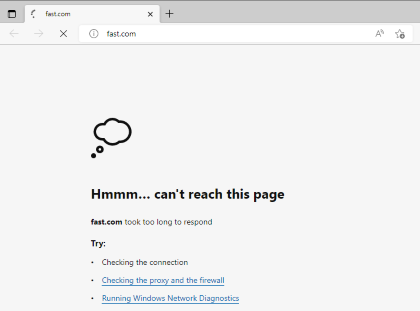 fast.com
fast.com
Hmmm... can't reach this page
fast.com took too long to respond
Try:
• Checking the connection
• Checking the proxy and the firewall
• Running Windows Network Diagnostics